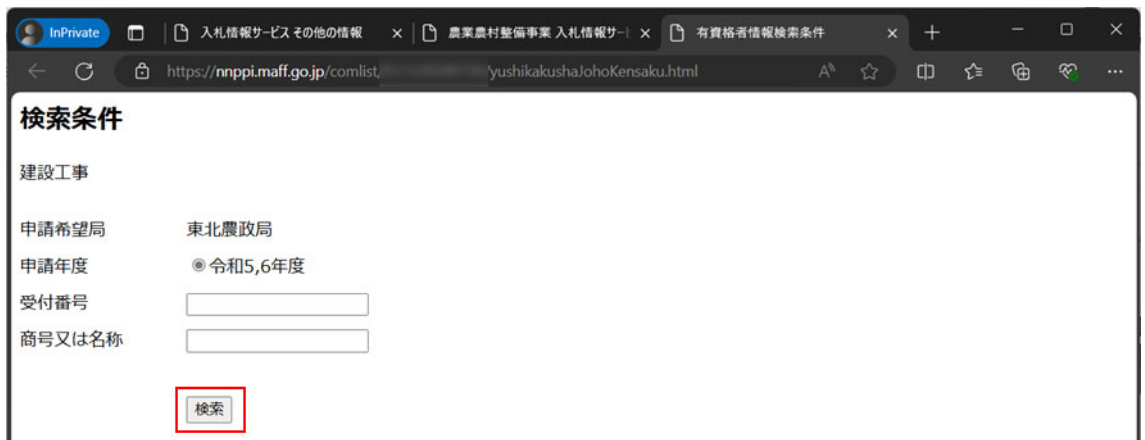 InPrivate 入札情報サービス その他の情報 農業農村整備事業 入札情報サービ 有資格者情報検索条件
https://nnppi.maff.go.jp/comlist /yushikakushaJohoKensaku.html
検索条件
建設工事
申請希望局 東北農政局
申請年度 令和5,6年度
受付番号
商号又は名称
検索